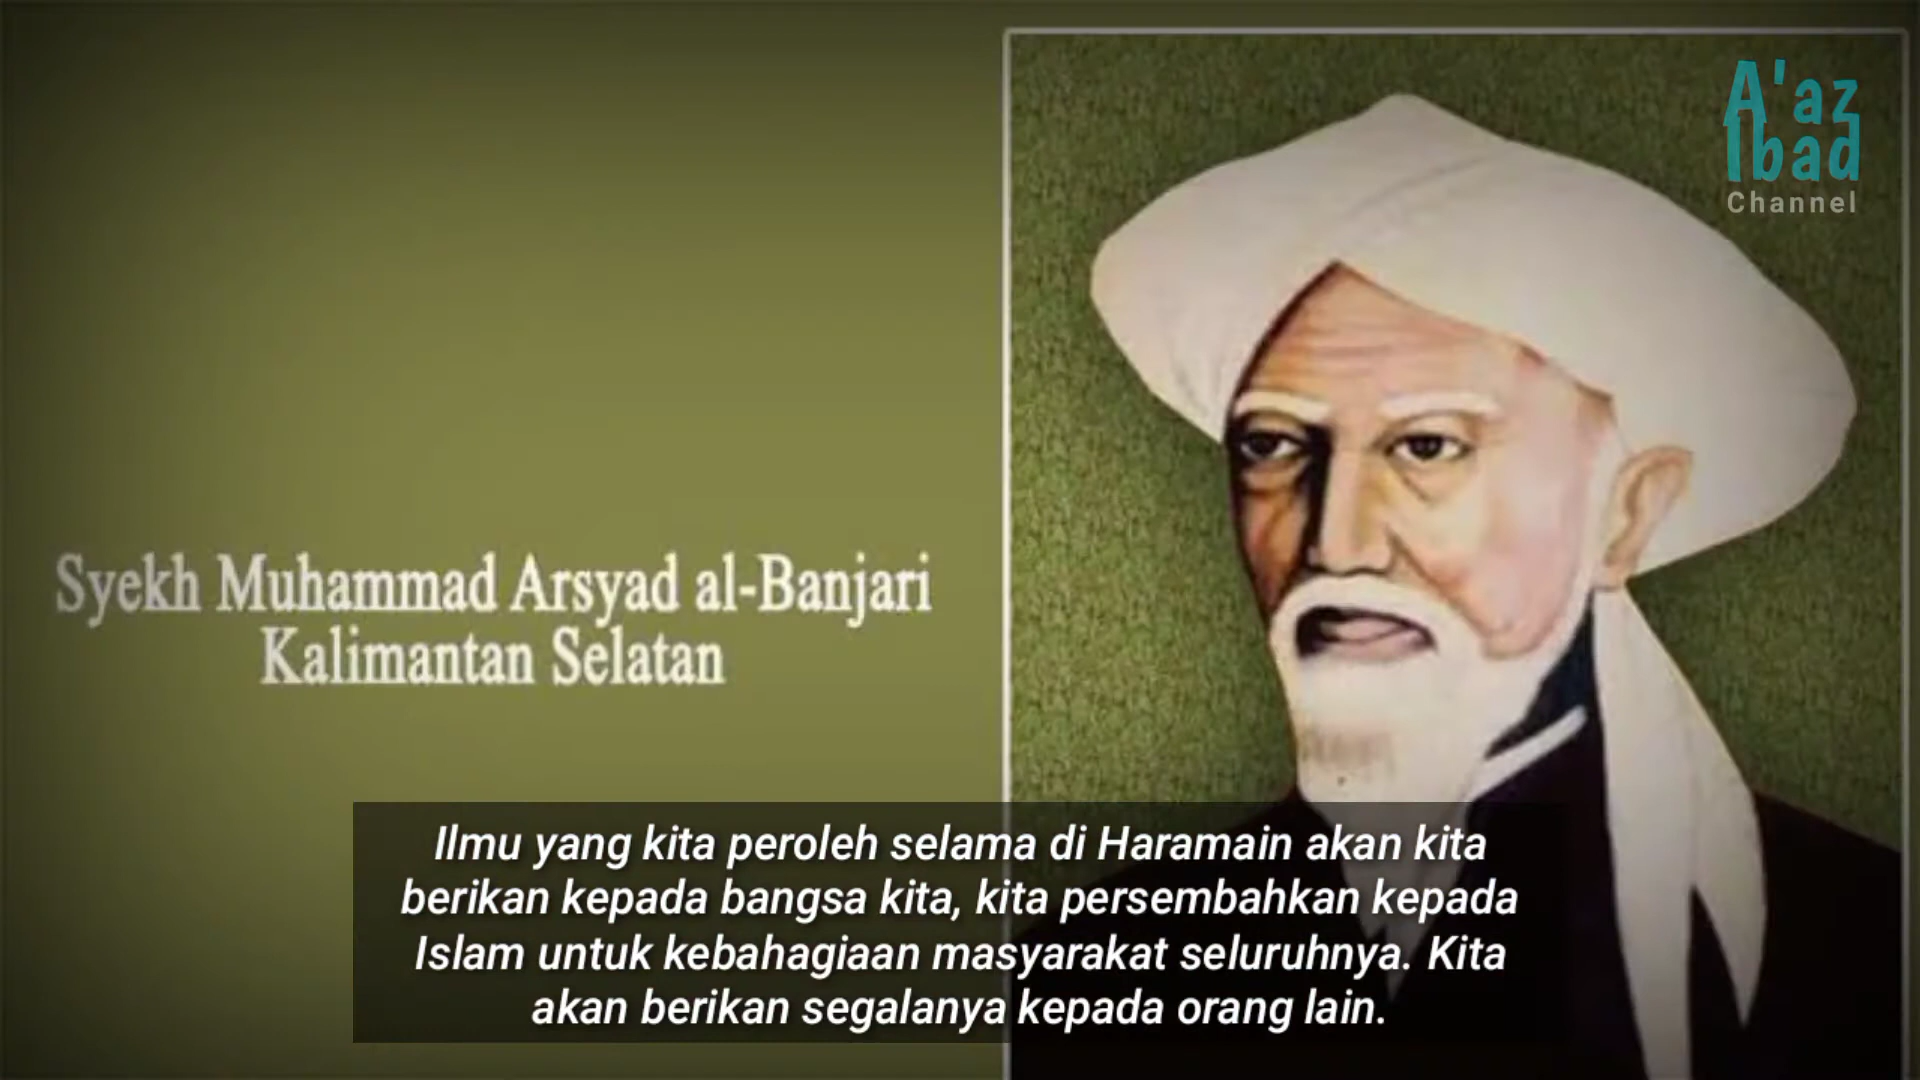 A'az
Ibad
Channel
Syekh Muhammad Arsyad al-Banjari
Kalimantan Selatan
Ilmu yang kita peroleh selama di Haramain akan kita
berikan kepada bangsa kita, kita persembahkan kepada
Islam untuk kebahagiaan masyarakat seluruhnya. Kita
akan berikan segalanya kepada orang lain.